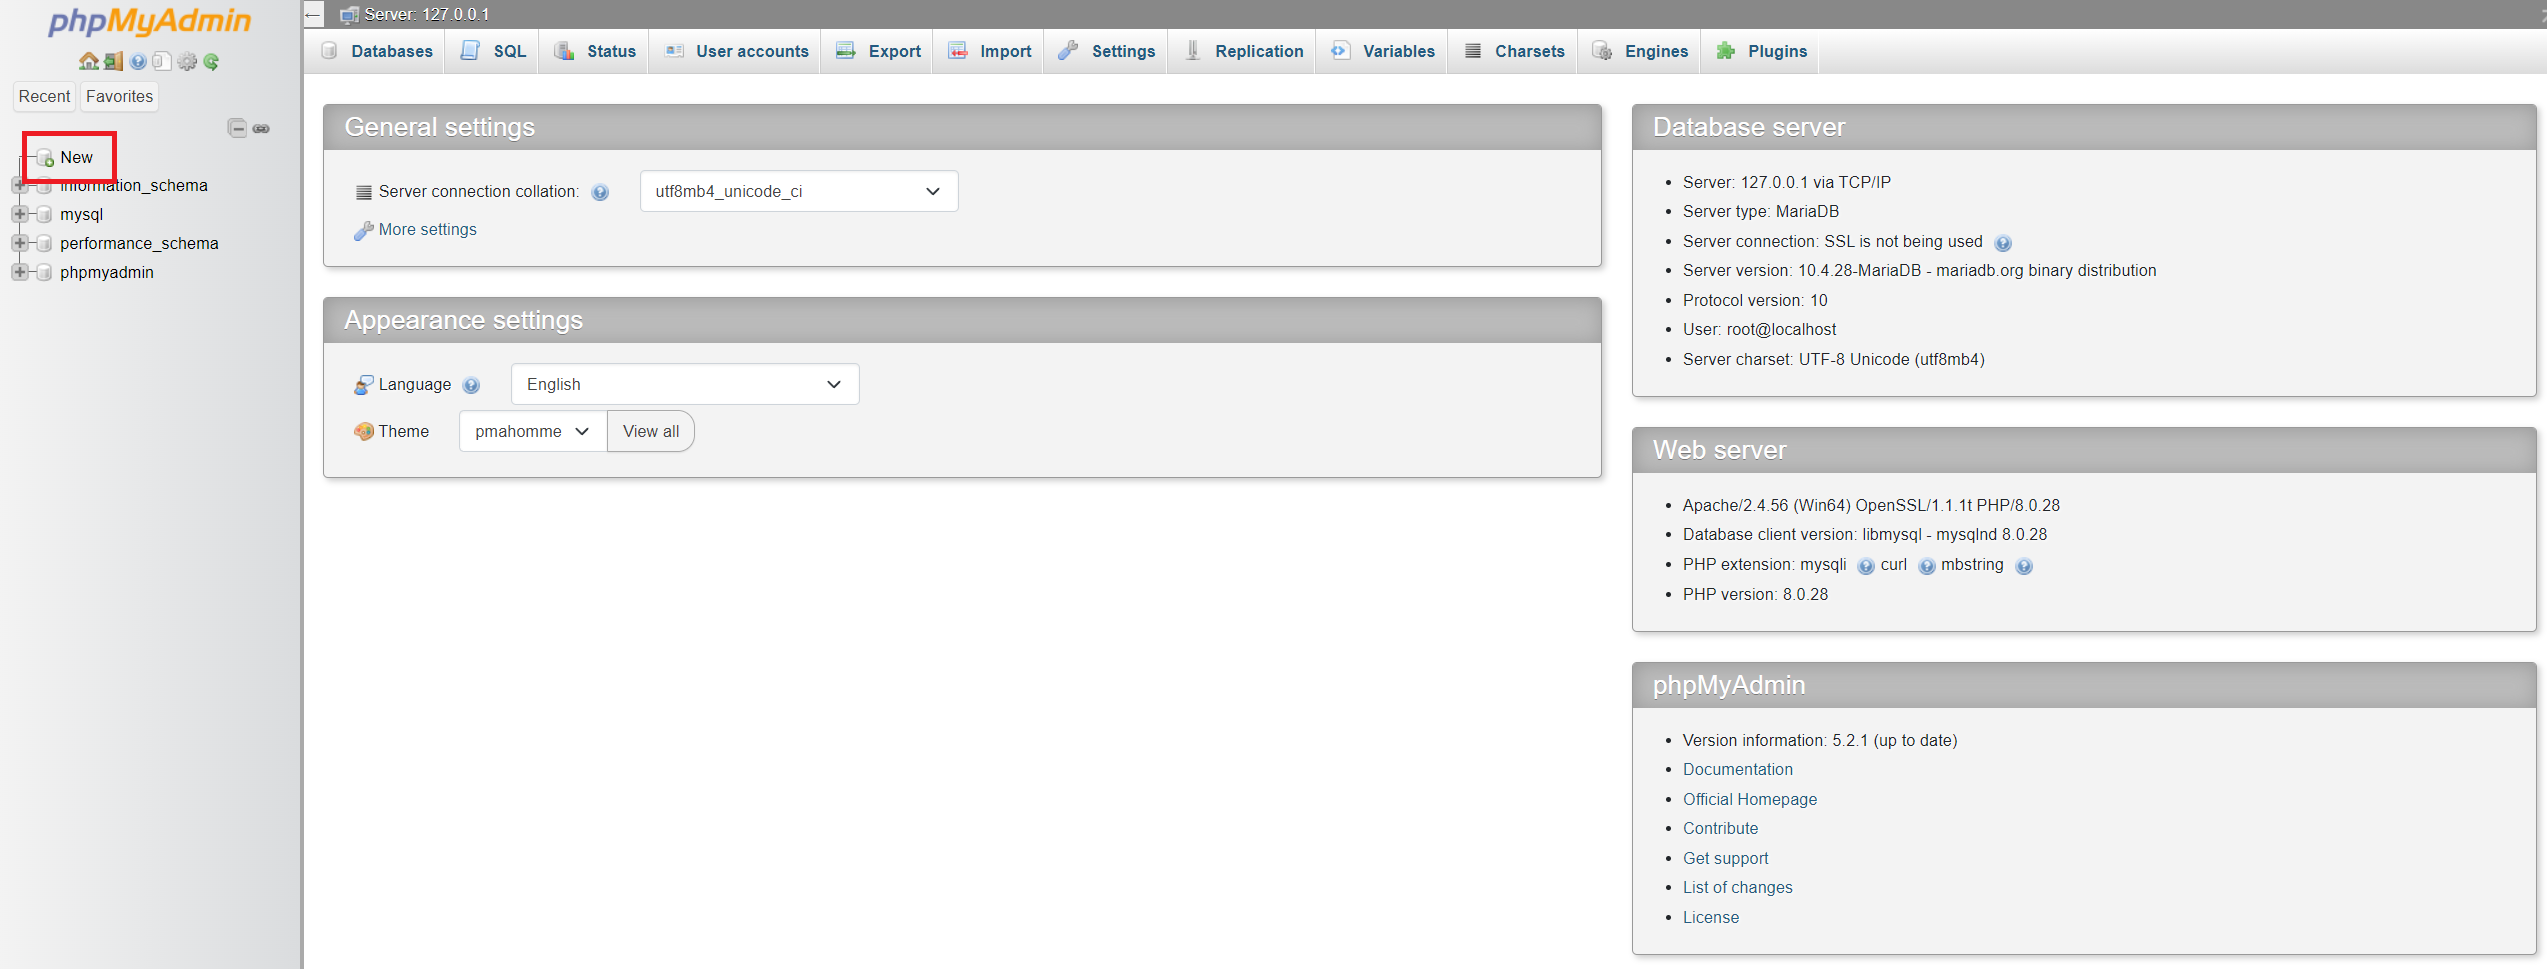 phpMyAdmin
Recent
Favorites
New
information_schema
mysql
performance_schema
phpmyadmin
Server: 127.0.0.1
Databases
SQL
Status
User accounts
Export
Import
Settings
Replication
Variables
Charsets
Engines
Plugins
General settings
Server connection collation:
utf8mb4_unicode_ci
More settings
Appearance settings
Language
English
Theme
pmahomme
View all
Database server
Server: 127.0.0.1 via TCP/IP
Server type: MariaDB
Server connection: SSL is not being used
Server version: 10.4.28-MariaDB - mariadb.org binary distribution
Protocol version: 10
User: root@localhost
Server charset: UTF-8 Unicode (utf8mb4)
Web server
Apache/2.4.56 (Win64) OpenSSL/1.1.1t PHP/8.0.28
Database client version: libmysql - mysqlnd 8.0.28
PHP extension: mysqli curl mbstring
PHP version: 8.0.28
phpMyAdmin
Version information: 5.2.1 (up to date)
Documentation
Official Homepage
Contribute
Get support
List of changes
License